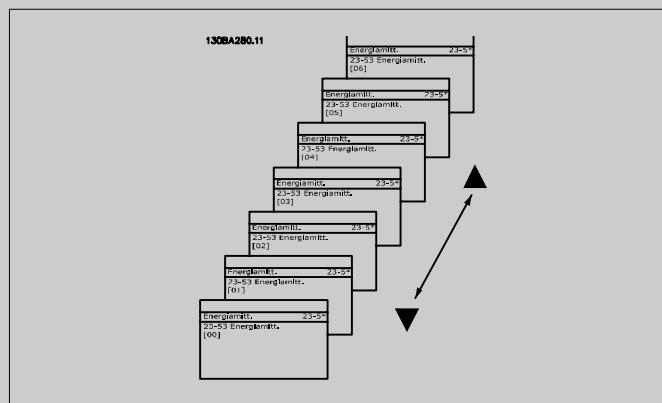 130BA280.11
Energiamitt. 23-5*
23-53 Energiamitt.
[06]
Energiamitt. 23-5*
23-53 Energiamitt.
[05]
Energiamitt. 23-5*
23-53 Energiamitt.
[04]
Energiamitt. 23-5*
23-53 Energiamitt.
[03]
Energiamitt. 23-5*
23-53 Energiamitt.
[02]
Energiamitt. 23-5*
23-53 Energiamitt.
[01]
Energiamitt. 23-5*
23-53 Energiamitt.
[00]